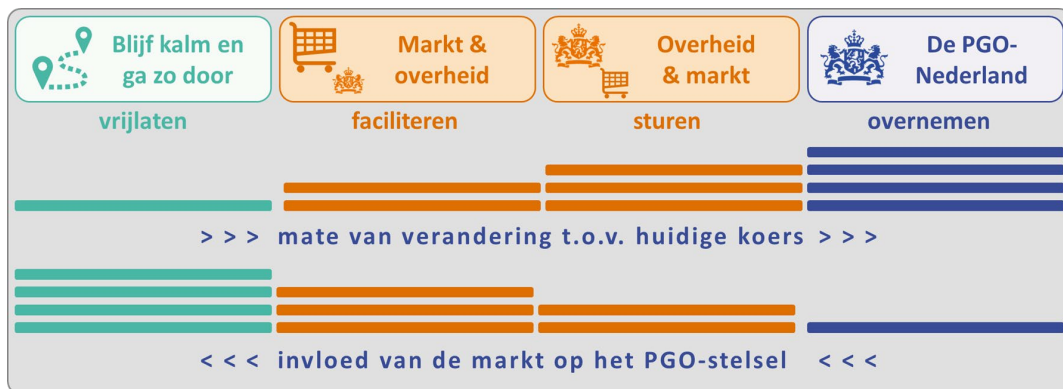 Blijf kalm en
ga zo door
Markt &
overheid
Overheid
& markt
De PGO-
Nederland
vrijlaten
faciliteren
sturen
overnemen
> > > mate van verandering t.o.v. huidige koers > > >
< < < invloed van de markt op het PGO-stelsel < < <